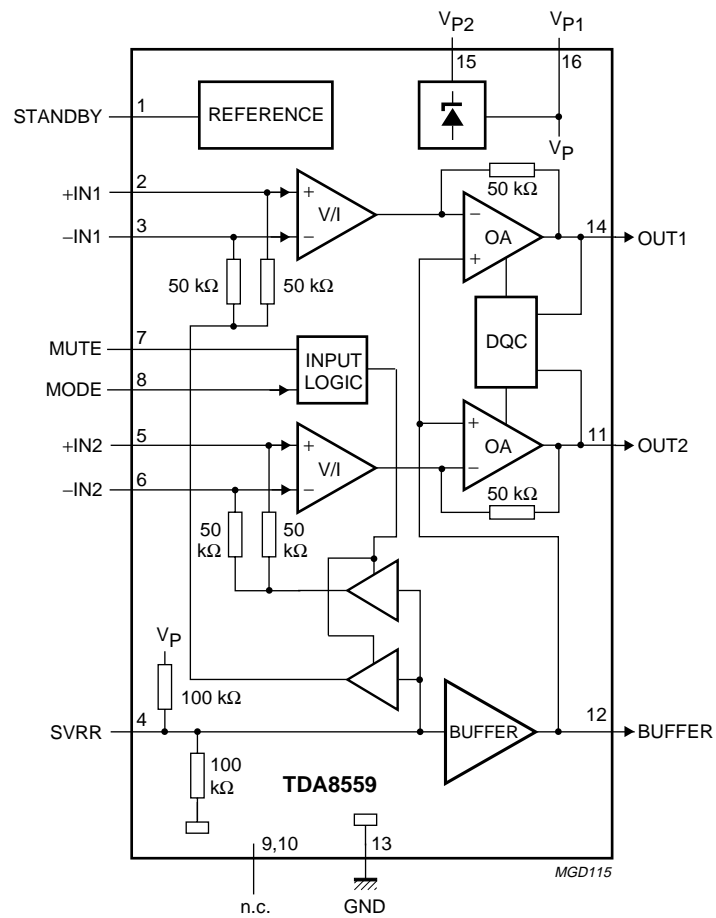 VP2
VP1
15
16
STANDBY
1
REFERENCE
VP
+IN1
2
50 kΩ
+
V/I
−
−IN1
3
−
OA
+
14
OUT1
50 kΩ
50 kΩ
DQC
MUTE
7
INPUT
LOGIC
MODE
8
+IN2
5
+
V/I
−
+
OA
−
11
OUT2
−IN2
6
50 kΩ
50
kΩ
50
kΩ
VP
100 kΩ
SVRR
4
BUFFER
12
BUFFER
100
kΩ
TDA8559
9,10
13
MGD115
n.c.
GND